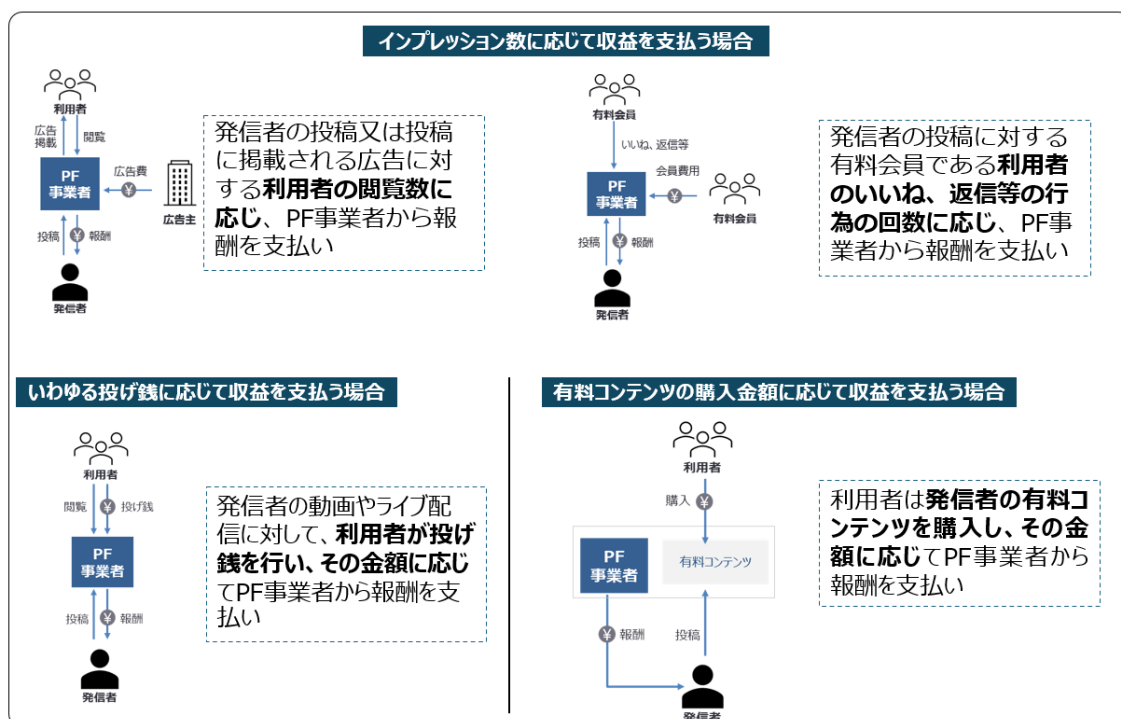 インプレッション数に応じて収益を支払う場合
利用者
広告
掲載
閲覧
PF
事業者
広告費
¥
広告主
投稿
¥
報酬
発信者
発信者の投稿又は投稿
に掲載される広告に対
する利用者の閲覧数に
応じ、PF事業者から報
酬を支払い
有料会員
いいね、返信等
PF
事業者
会員費用
¥
有料会員
投稿
¥
報酬
発信者
発信者の投稿に対する
有料会員である利用者
のいいね、返信等の行
為の回数に応じ、PF事
業者から報酬を支払い
いわゆる投げ銭に応じて収益を支払う場合
利用者
閲覧
¥
投げ銭
PF
事業者
投稿
¥
報酬
発信者
発信者の動画やライブ配
信に対して、利用者が投げ
銭を行い、その金額に応じ
てPF事業者から報酬を支
払い
有料コンテンツの購入金額に応じて収益を支払う場合
利用者
購入
¥
PF
事業者
有料コンテンツ
¥
報酬
投稿
発信者
利用者は発信者の有料コ
ンテンツを購入し、その金
額に応じてPF事業者から
報酬を支払い